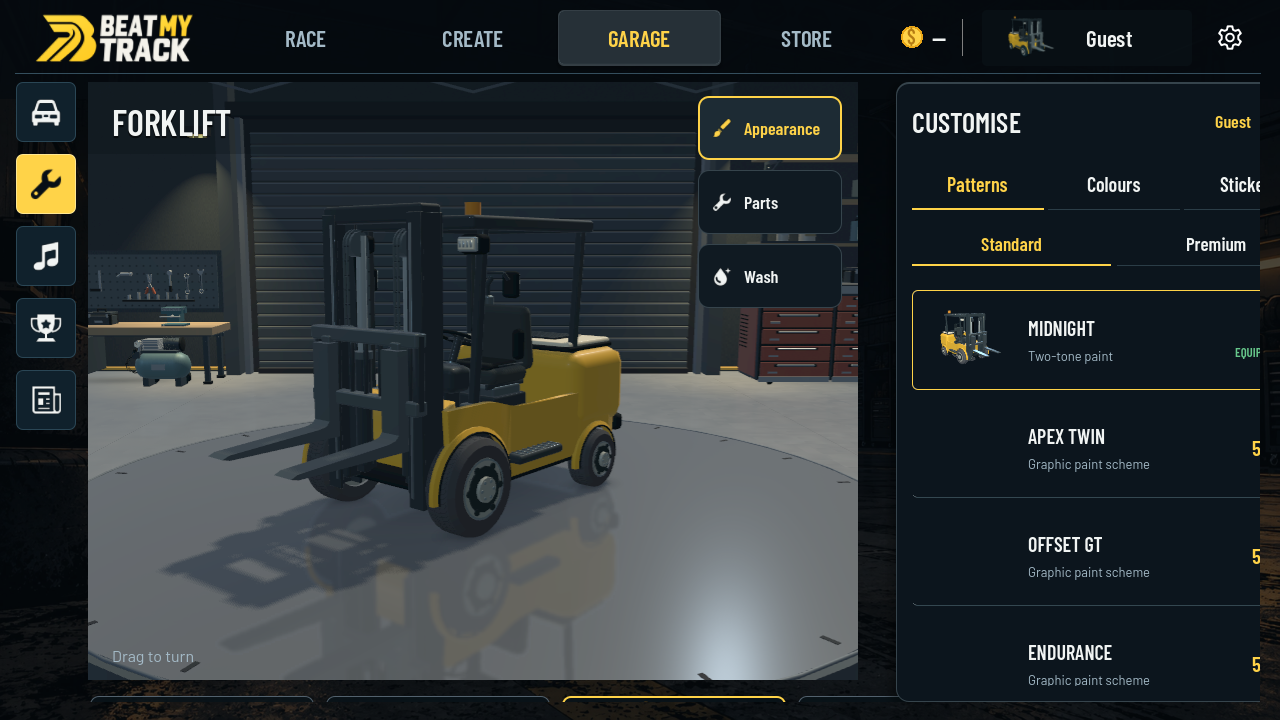 BEATMY
TRACK
RACE
CREATE
GARAGE
STORE
–
Guest
FORKLIFT
Appearance
Parts
Wash
Drag to turn
CUSTOMISE
Guest
Patterns
Colours
Sticke
Standard
Premium
MIDNIGHT
Two-tone paint
EQUIP
APEX TWIN
Graphic paint scheme
5
OFFSET GT
Graphic paint scheme
5
ENDURANCE
Graphic paint scheme
5